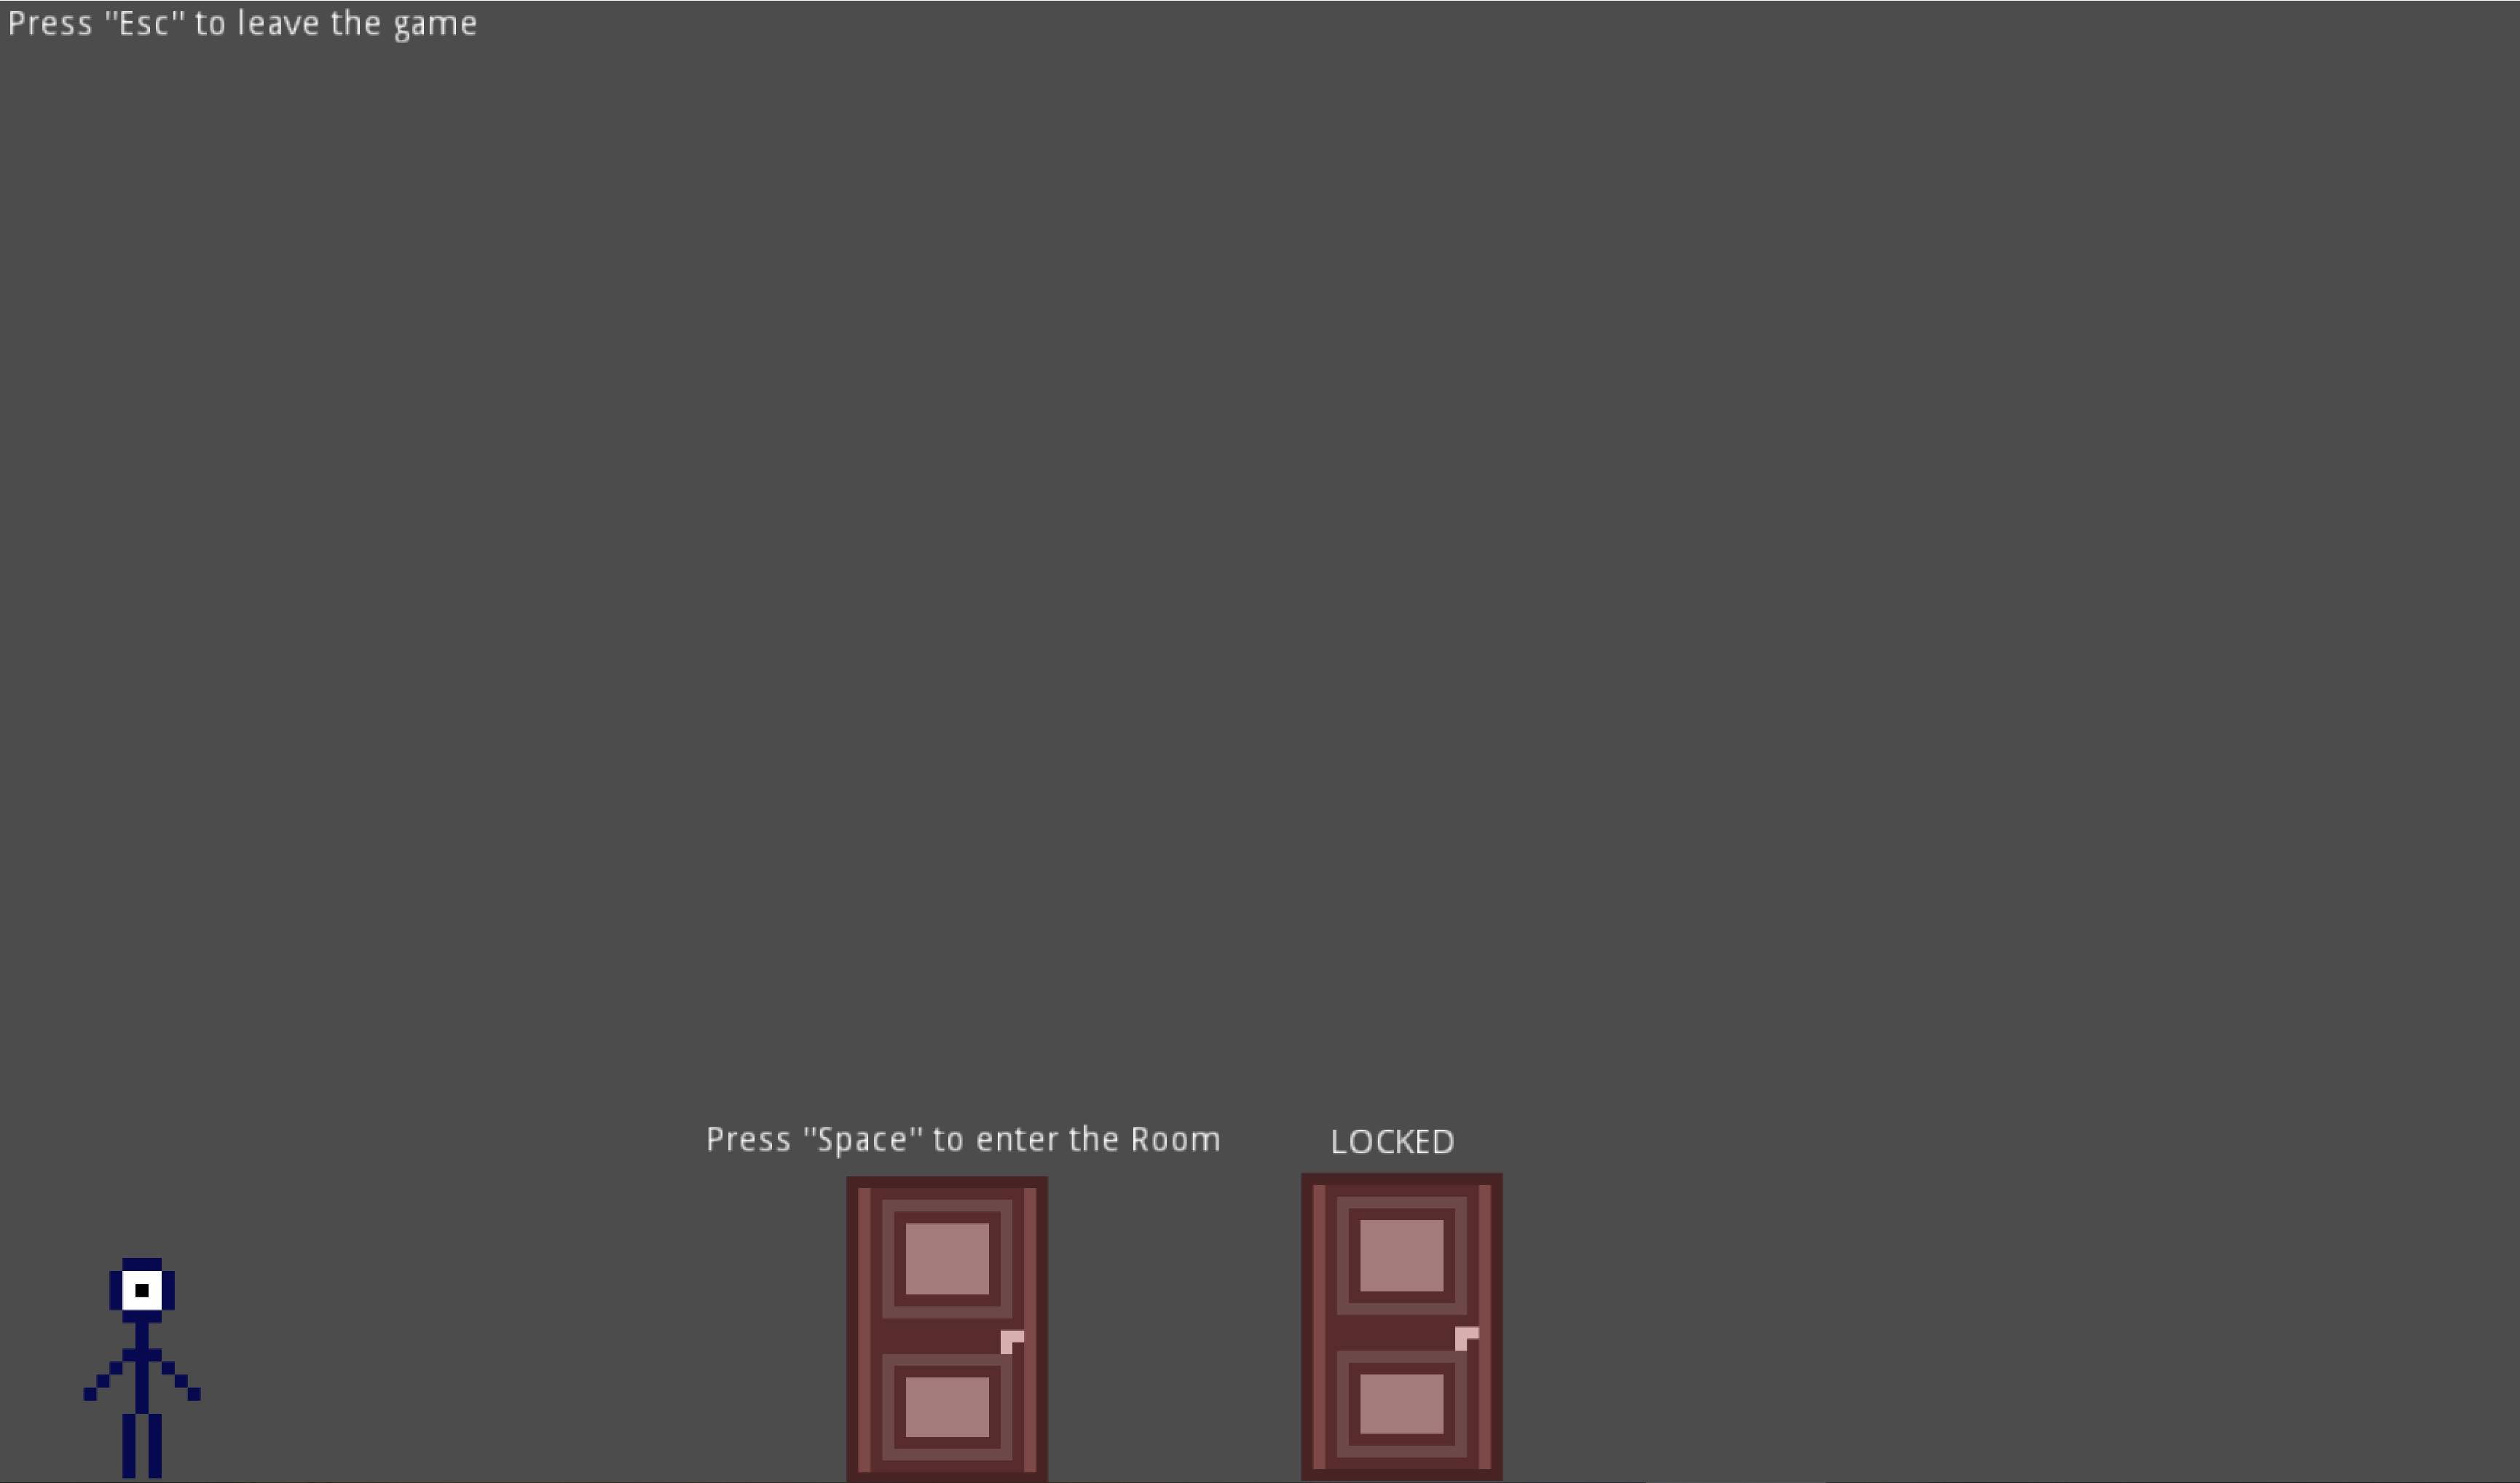 Press "Esc" to leave the game
Press "Space" to enter the Room
LOCKED